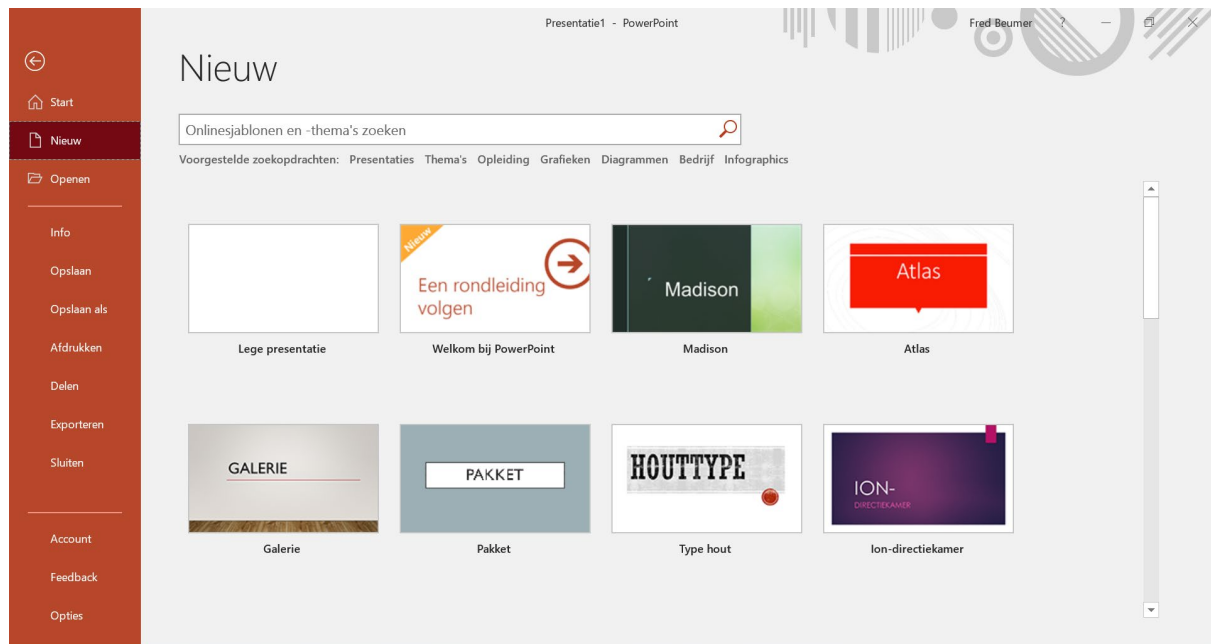 Presentatie1 - PowerPoint
Fred Beumer
?
Nieuw
Start
Nieuw
Openen
Info
Opslaan
Opslaan als
Afdrukken
Delen
Exporteren
Sluiten
Account
Feedback
Opties
Onlinesjablonen en -thema's zoeken
Voorgestelde zoekopdrachten: Presentaties Thema's Opleiding Grafieken Diagrammen Bedrijf Infographics
Nieuw
Een rondleiding
volgen
Madison
Atlas
Lege presentatie
Welkom bij PowerPoint
Madison
Atlas
GALERIE
PAKKET
HOUTTYPE
ION-
DIRECTIEKAMER
Galerie
Pakket
Type hout
Ion-directiekamer